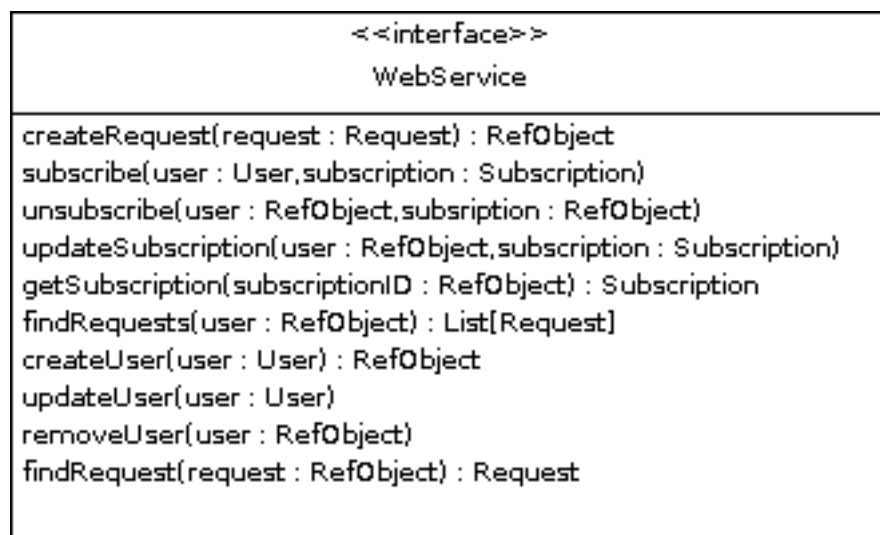 <<interface>>
WebService
createRequest(request : Request) : RefObject
subscribe(user : User,subscription : Subscription)
unsubscribe(user : RefObject,subsription : RefObject)
updateSubscription(user : RefObject,subscription : Subscription)
getSubscription(subscriptionID : RefObject) : Subscription
findRequests(user : RefObject) : List[Request]
createUser(user : User) : RefObject
updateUser(user : User)
removeUser(user : RefObject)
findRequest(request : RefObject) : Request